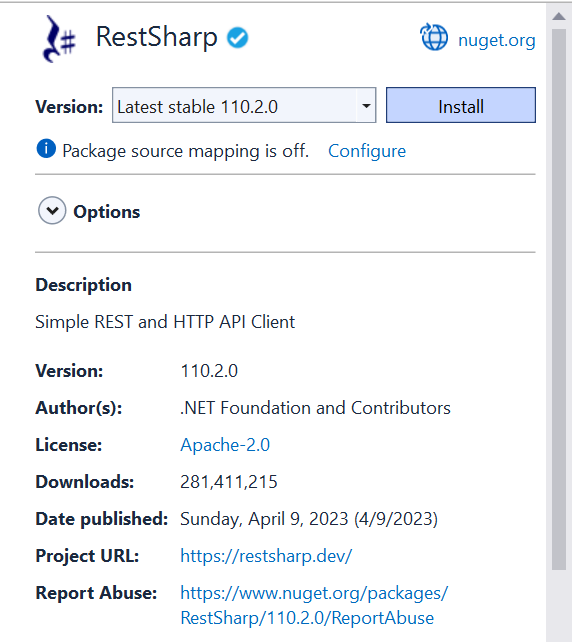 RestSharp
nuget.org
Version: Latest stable 110.2.0 Install
Package source mapping is off. Configure
Options
Description
Simple REST and HTTP API Client
Version: 110.2.0
Author(s): .NET Foundation and Contributors
License: Apache-2.0
Downloads: 281,411,215
Date published: Sunday, April 9, 2023 (4/9/2023)
Project URL: https://restsharp.dev/
Report Abuse: https://www.nuget.org/packages/
RestSharp/110.2.0/ReportAbuse